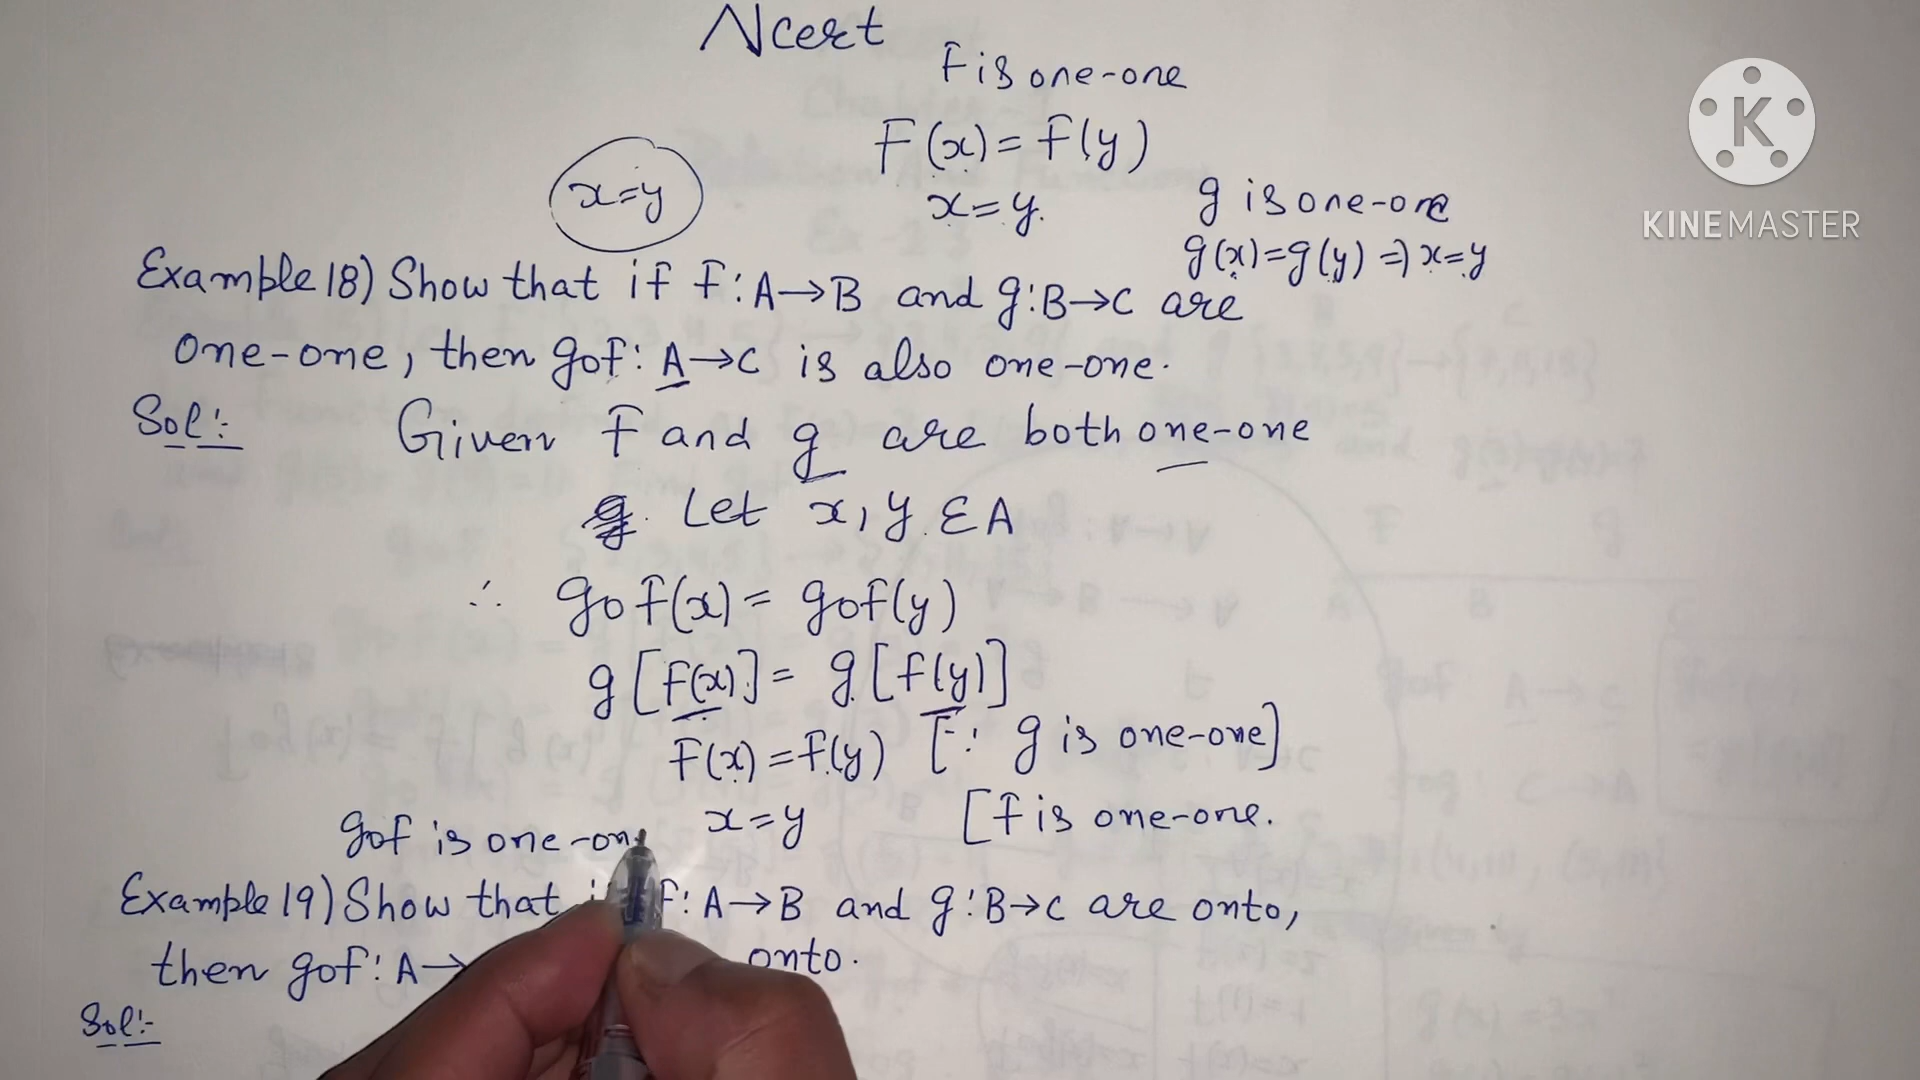 Ncert
F is one-one
F(x) = F(y)
x=y
x=y.
g is one-one
g(x)=g(y) => x=y
K
KINEMASTER
Example 18) Show that if F: A→B and g: B→C are
one-one, then gof: A→C is also one-one.
Sol:-
Given F and g are both one-one
Let x, y ∈ A
∴ gof(x) = gof(y)
g[F(x)] = g[F(y)]
F(x) = F(y) [∵ g is one-one]
gof is one-on
x=y [F is one-one.
Example 19) Show that if F: A→B and g: B→C are onto,
then gof: A→ onto.
Sol:-